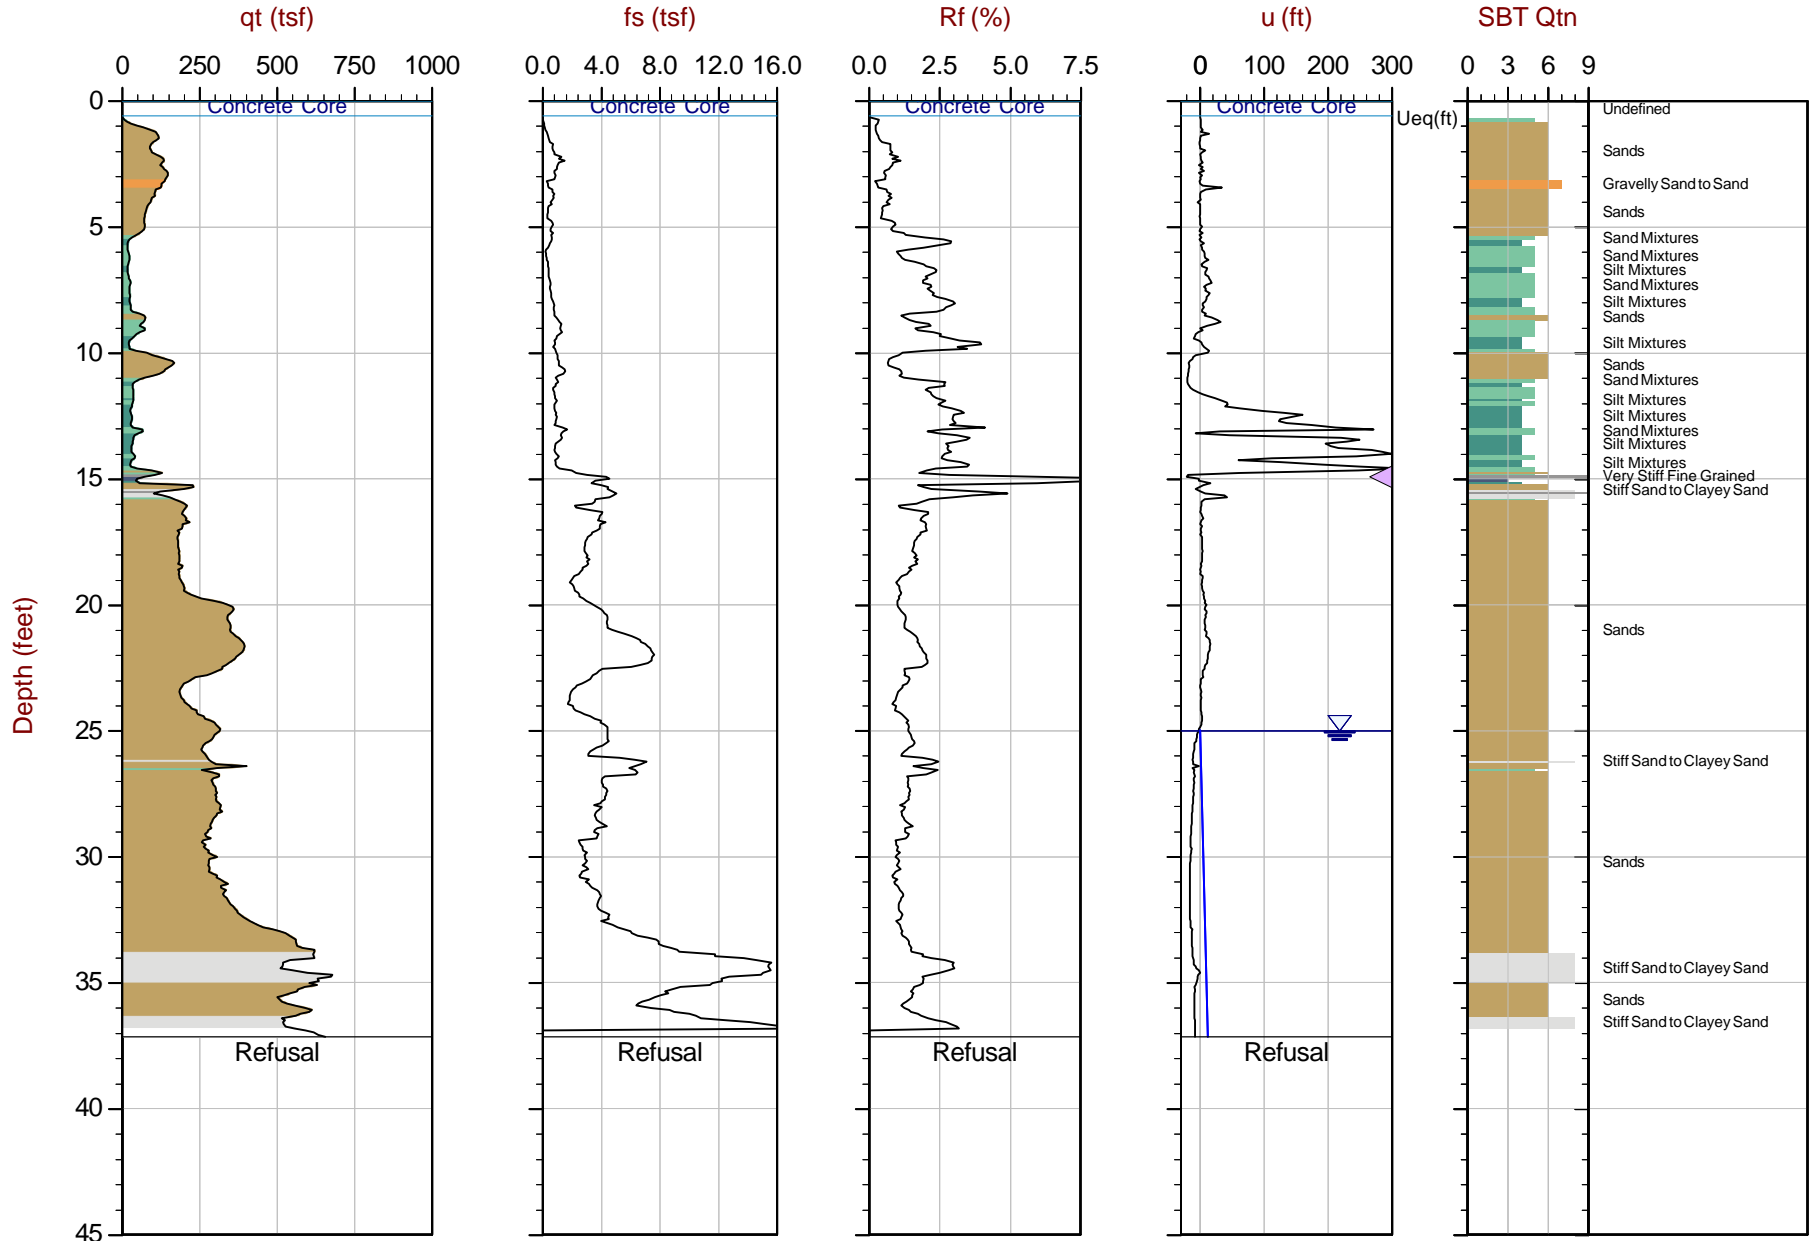 qt (tsf) fs (tsf) Rf (%) u (ft) SBT Qtn
0 250 500 750 1000 0.0 4.0 8.0 12.0 16.0 0.0 2.5 5.0 7.5 0 100 200 300 0 3 6 9
0 Concrete Core Concrete Core Concrete Core Concrete Core Undefined
Ueq(ft)
Sands
Gravelly Sand to Sand
Sands
5
Sand Mixtures
Sand Mixtures
Silt Mixtures
Sand Mixtures
Silt Mixtures
Sands
Silt Mixtures
10
Sands
Sand Mixtures
Silt Mixtures
Silt Mixtures
Sand Mixtures
Silt Mixtures
Silt Mixtures
Very Stiff Fine Grained
15
Stiff Sand to Clayey Sand
20
Sands
Depth (feet)
25
Stiff Sand to Clayey Sand
30
Sands
Stiff Sand to Clayey Sand
35
Sands
Stiff Sand to Clayey Sand
Refusal Refusal Refusal Refusal
40
45